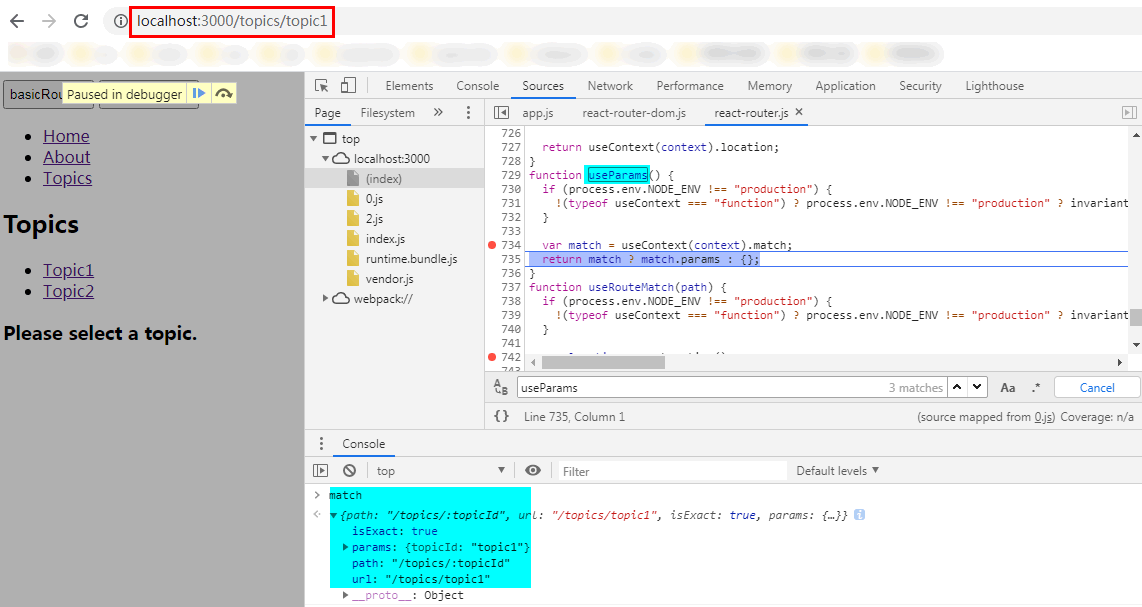 localhost:3000/topics/topic1
basicRou
Paused in debugger
Home
About
Topics
Topics
Topic1
Topic2
Please select a topic.
Elements Console Sources Network Performance Memory Application Security Lighthouse
Page Filesystem »
top
localhost:3000
(index)
0.js
2.js
index.js
runtime.bundle.js
vendor.js
webpack://
app.js react-router-dom.js react-router.js ×
726
727 return useContext(context).location;
728 }
729 function useParams() {
730 if (process.env.NODE_ENV !== "production") {
731 !(typeof useContext === "function") ? process.env.NODE_ENV !== "production" ? invariant
732 }
733
734 var match = useContext(context).match;
735 return match ? match.params : {};
736 }
737 function useRouteMatch(path) {
738 if (process.env.NODE_ENV !== "production") {
739 !(typeof useContext === "function") ? process.env.NODE_ENV !== "production" ? invariant
740 }
741
742
useParams 3 matches Aa .* Cancel
{} Line 735, Column 1 (source mapped from 0.js) Coverage: n/a
Console
top Filter Default levels
> match
{path: "/topics/:topicId", url: "/topics/topic1", isExact: true, params: {…}} i
isExact: true
params: {topicId: "topic1"}
path: "/topics/:topicId"
url: "/topics/topic1"
__proto__: Object